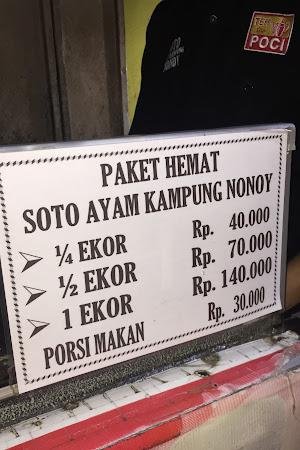 POCI
NONOY
PAKET HEMAT
SOTO AYAM KAMPUNG NONOY
➢ ¼ EKOR Rp. 40.000
➢ ½ EKOR Rp. 70.000
➢ 1 EKOR Rp. 140.000
PORSI MAKAN Rp. 30.000